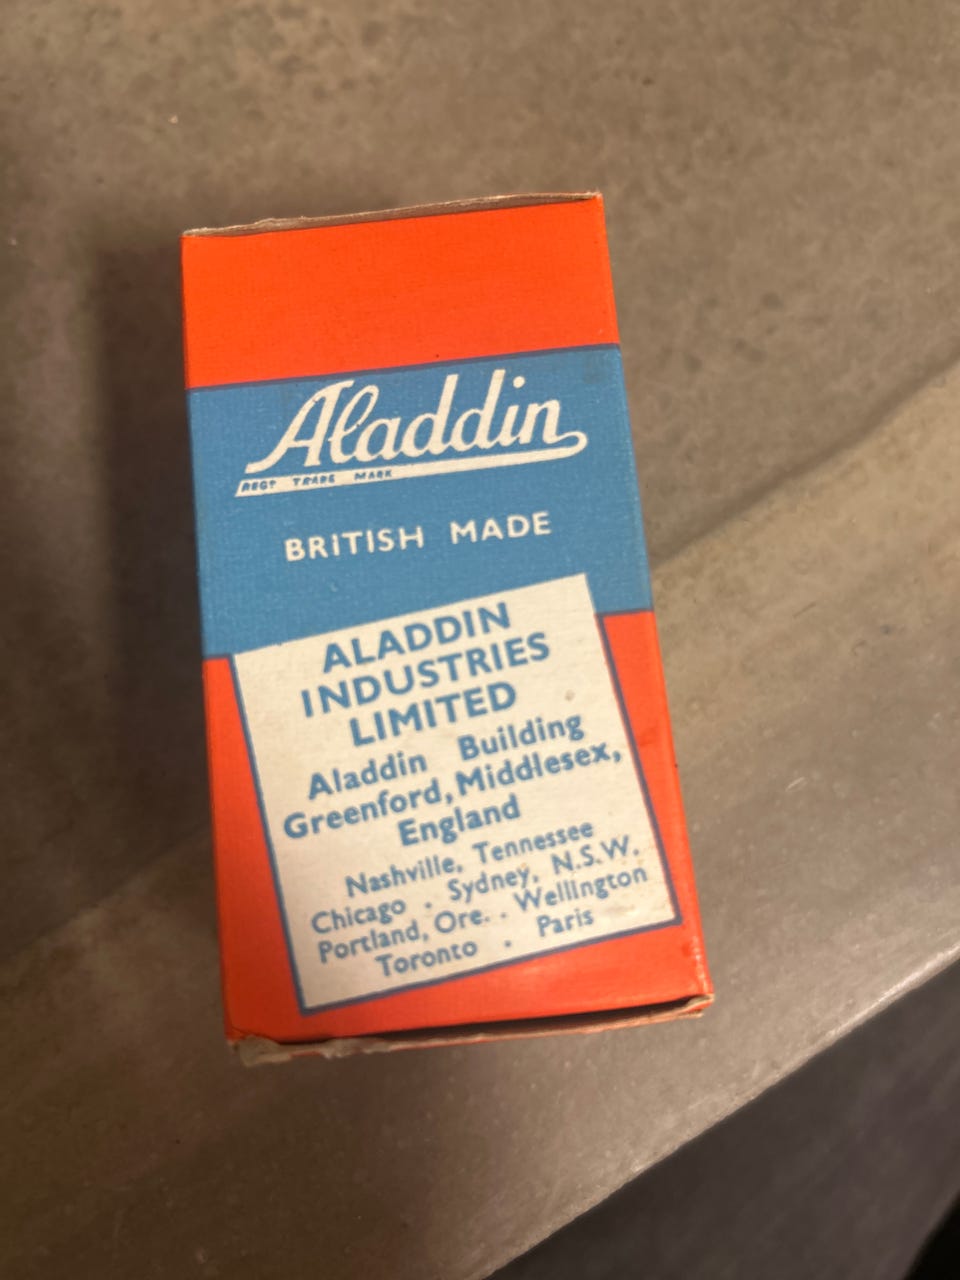 Aladdin
REGD TRADE MARK
BRITISH MADE
ALADDIN
INDUSTRIES
LIMITED
Aladdin Building
Greenford, Middlesex,
England
Nashville, Tennessee
Chicago . Sydney, N.S.W.
Portland, Ore. . Wellington
Toronto . Paris